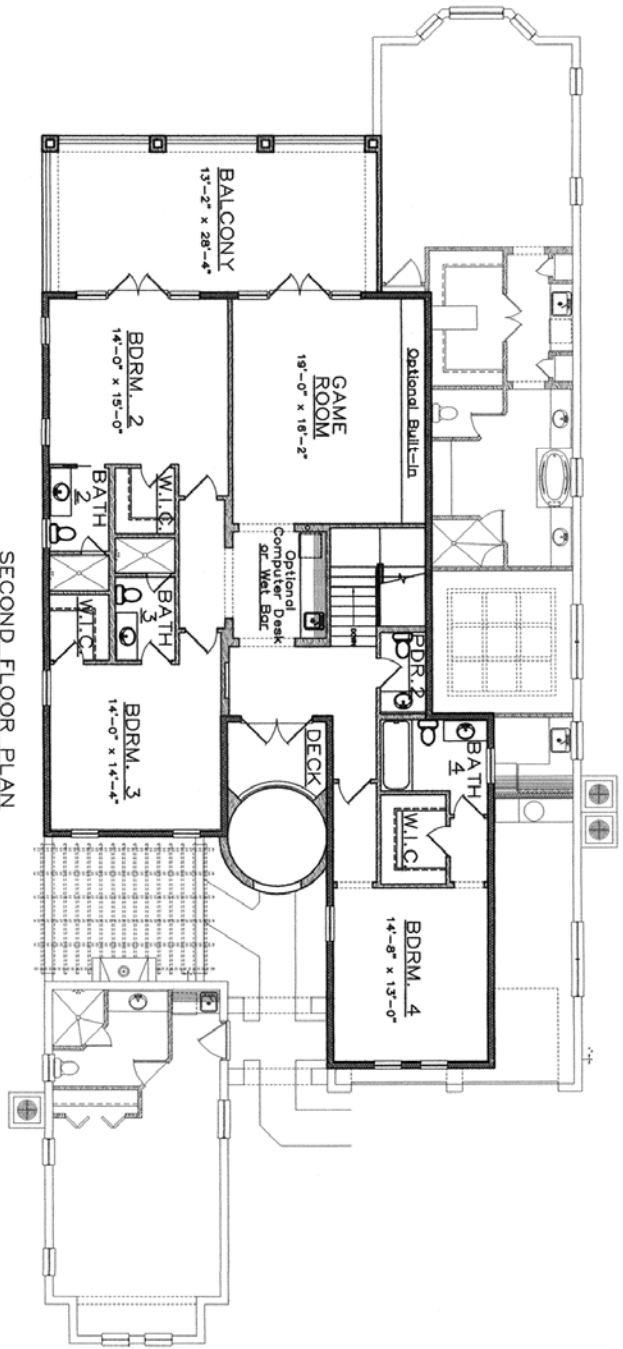 BALCONY
13'-2" x 28'-4"
GAME
ROOM
19'-0" x 16'-2"
Optional Built-In
BDRM. 2
14'-0" x 15'-0"
W.I.C.
BATH
2
BATH
3
W.I.C.
Optional
Computer Desk
or Wet Bar
DOWN
PDR.2
BDRM. 3
14'-0" x 14'-4"
DECK
BATH
4
W.I.C
BDRM. 4
14'-8" x 13'-0"
SECOND FLOOR PLAN